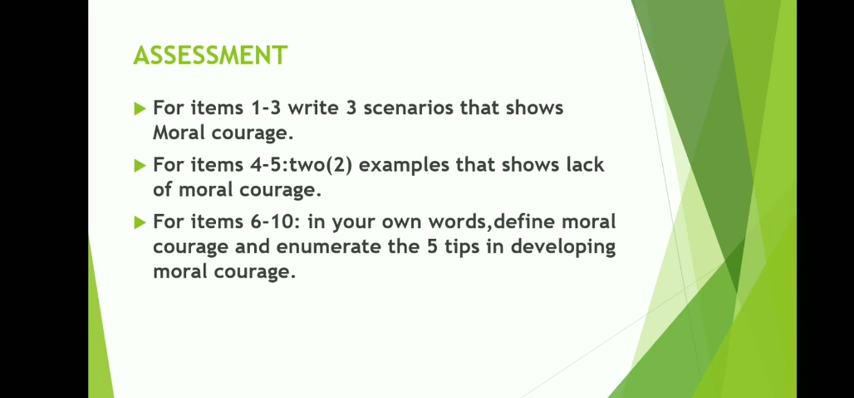 ASSESSMENT
For items 1-3 write 3 scenarios that shows
Moral courage.
For items 4-5:two(2) examples that shows lack
of moral courage.
For items 6-10: in your own words,define moral
courage and enumerate the 5 tips in developing
moral courage.